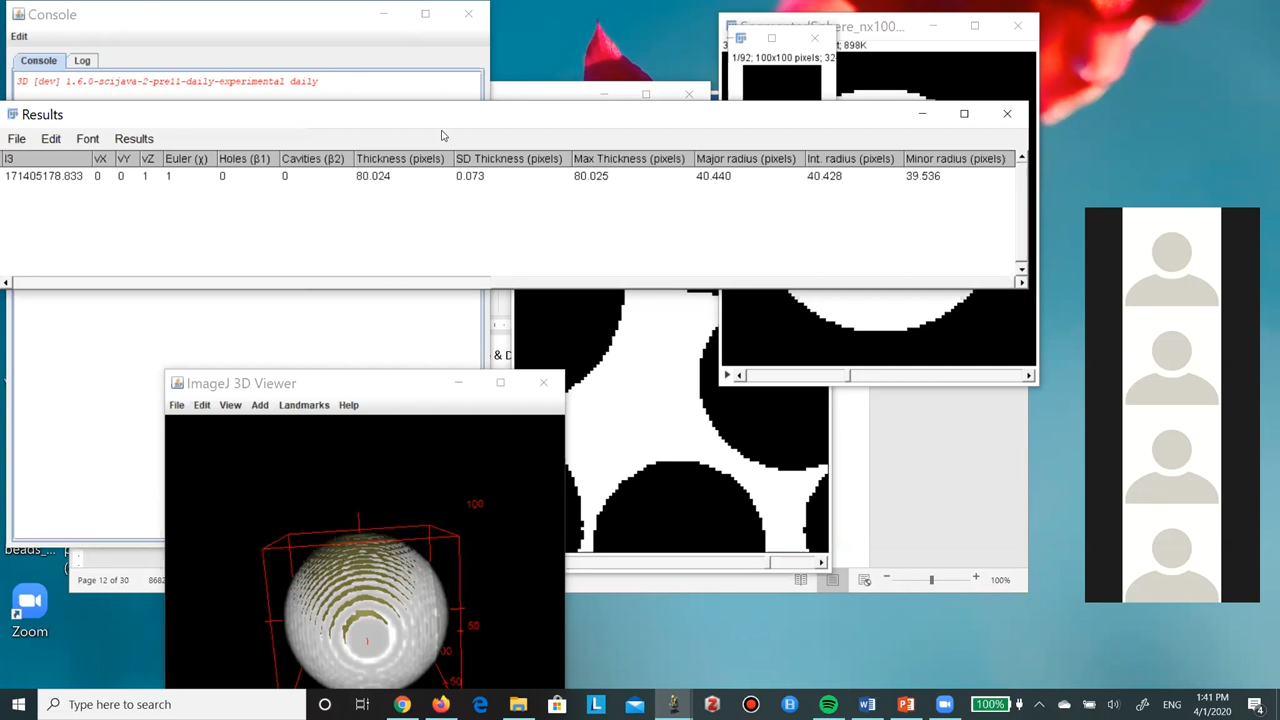 Console
Edit
Console Log
3D [dev] 1.6.0-scijava-2-pre11-daily-experimental daily
Sphere_nx100...
898K
1/92; 100x100 pixels; 32
Results
File Edit Font Results
I3 vX vY vZ Euler (χ) Holes (β1) Cavities (β2) Thickness (pixels) SD Thickness (pixels) Max Thickness (pixels) Major radius (pixels) Int. radius (pixels) Minor radius (pixels)
171405178.833 0 0 1 1 0 0 80.024 0.073 80.025 40.440 40.428 39.536
& D
ImageJ 3D Viewer
File Edit View Add Landmarks Help
100
50
50
beads_...
Page 12 of 30 8682
100%
Zoom
Type here to search
100%
ENG
1:41 PM
4/1/2020